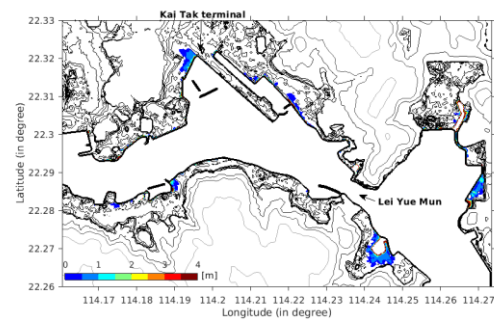 Kai Tak terminal
22.33
22.32
22.31
22.3
22.29
22.28
22.27
22.26
Latitude (in degree)
Lei Yue Mun
0 1 2 3 4 [m]
114.17 114.18 114.19 114.2 114.21 114.22 114.23 114.24 114.25 114.26 114.27
Longitude (in degree)